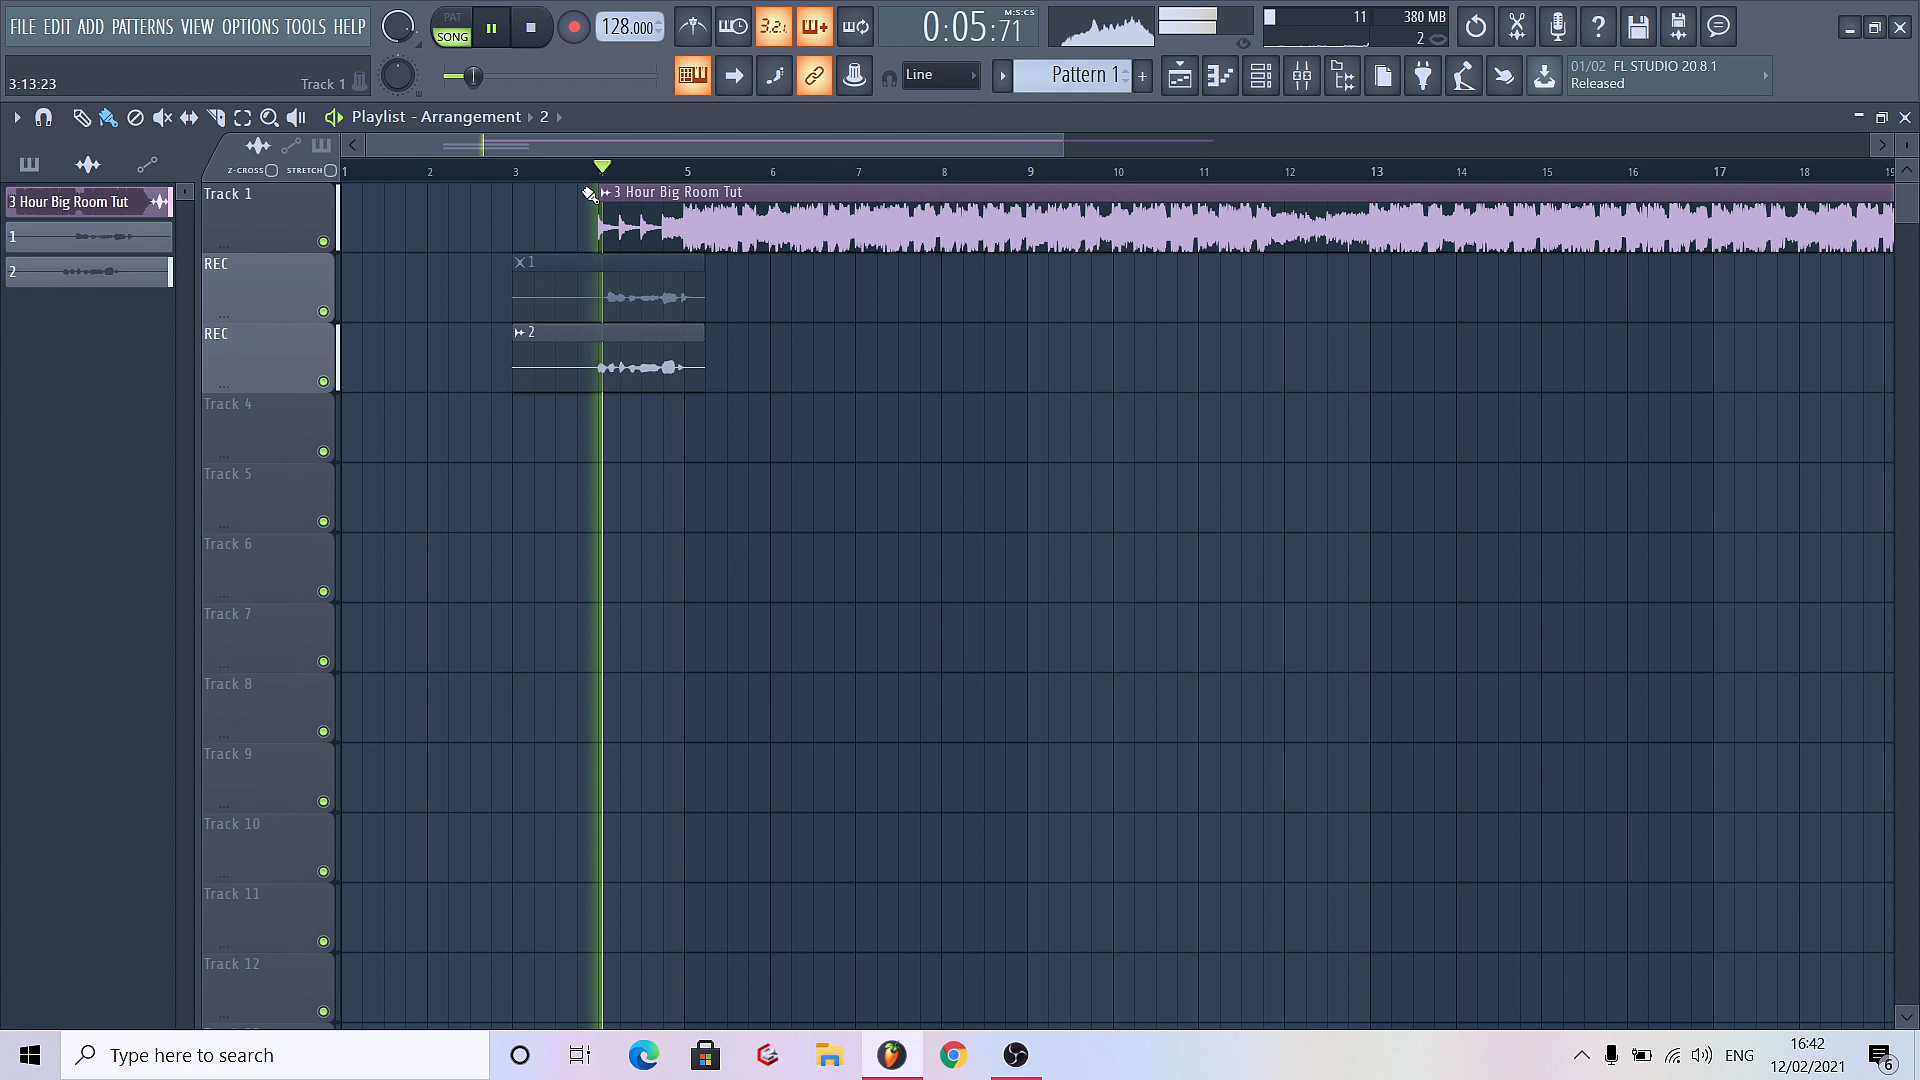 FILE EDIT ADD PATTERNS VIEW OPTIONS TOOLS HELP
PAT
SONG
128.000
3.2.1
0:05:71
M:S:CS
11
380 MB
2
3:13:23
Track 1
Line
Pattern 1
01/02 FL STUDIO 20.8.1
Released
Playlist - Arrangement 2
Z-CROSS
STRETCH
1 2 3 5 6 7 8 9 10 11 12 13 14 15 16 17 18 19
3 Hour Big Room Tut
1
2
Track 1
3 Hour Big Room Tut
REC
1
REC
2
Track 4
Track 5
Track 6
Track 7
Track 8
Track 9
Track 10
Track 11
Track 12
Type here to search
ENG
16:42
12/02/2021
6